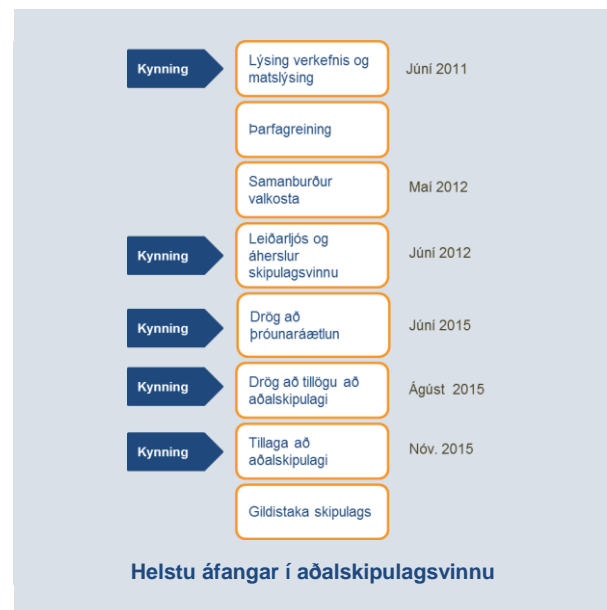 Kynning
Lýsing verkefnis og
matslýsing
Júní 2011
Þarfagreining
Samanburður
valkosta
Maí 2012
Kynning
Leiðarljós og
áherslur
skipulagsvinnu
Júní 2012
Kynning
Drög að
þróunaráætlun
Júní 2015
Kynning
Drög að tillögu að
aðalskipulagi
Ágúst 2015
Kynning
Tillaga að
aðalskipulagi
Nóv. 2015
Gildistaka skipulags
Helstu áfangar í aðalskipulagsvinnu